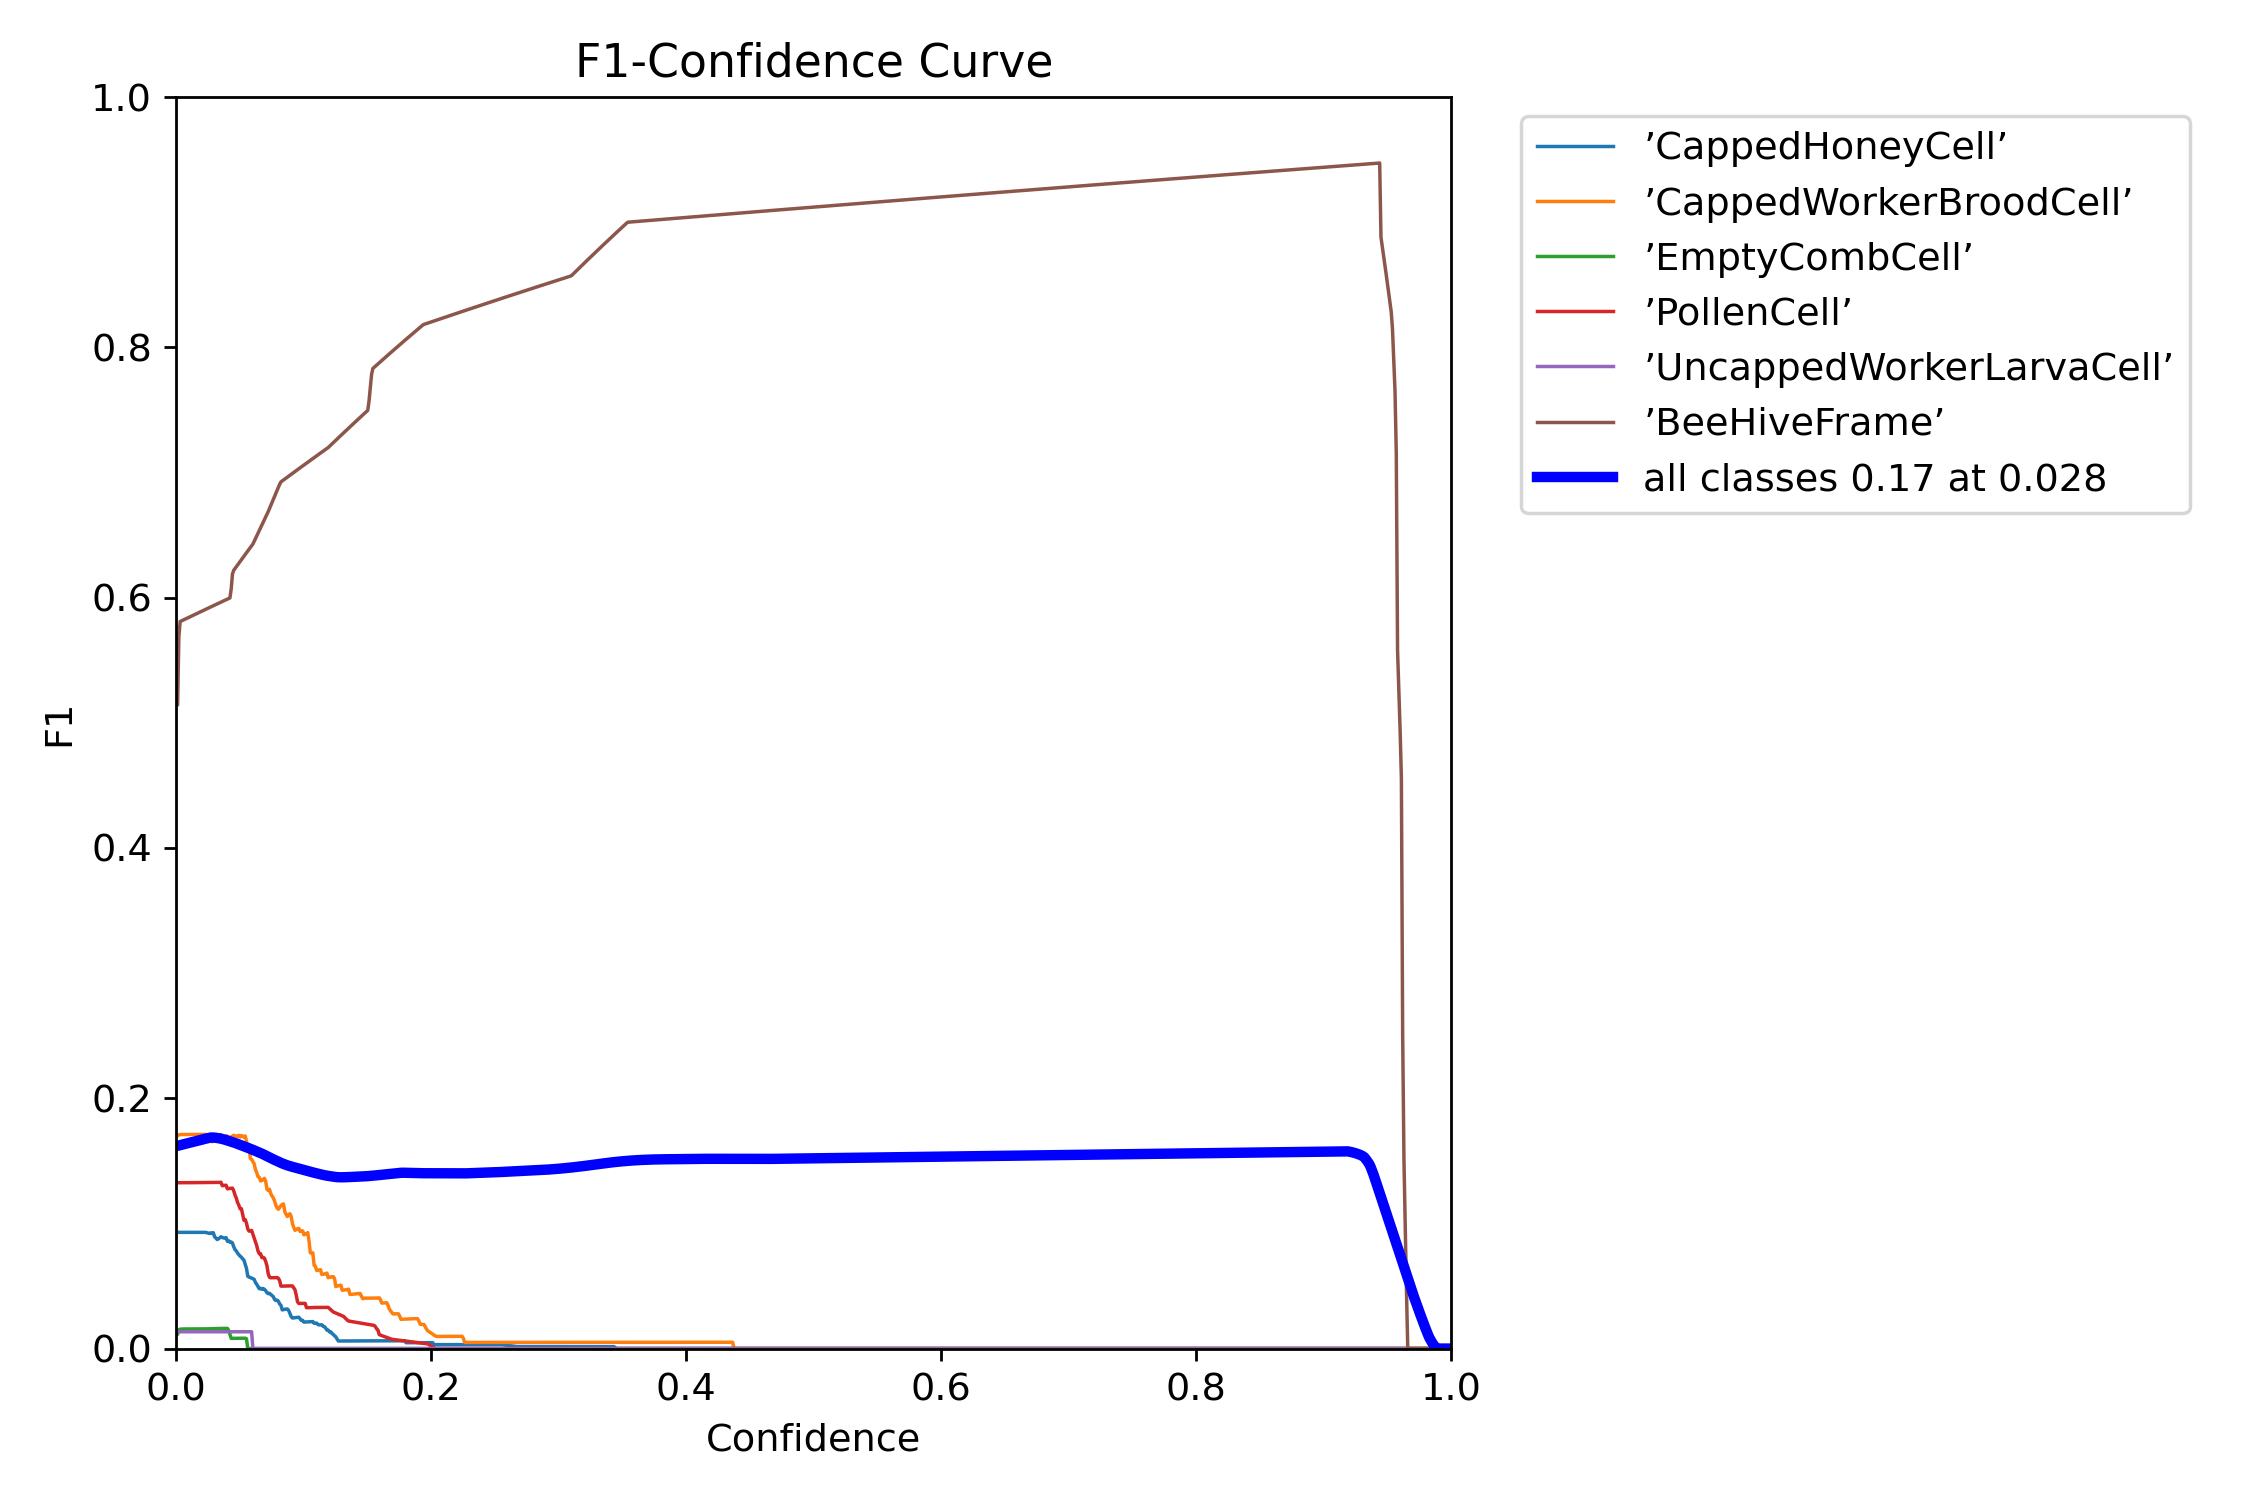 F1-Confidence Curve
1.0
0.8
0.6
0.4
0.2
0.0
F1
0.0 0.2 0.4 0.6 0.8 1.0
Confidence
’CappedHoneyCell’
’CappedWorkerBroodCell’
’EmptyCombCell’
’PollenCell’
’UncappedWorkerLarvaCell’
’BeeHiveFrame’
all classes 0.17 at 0.028